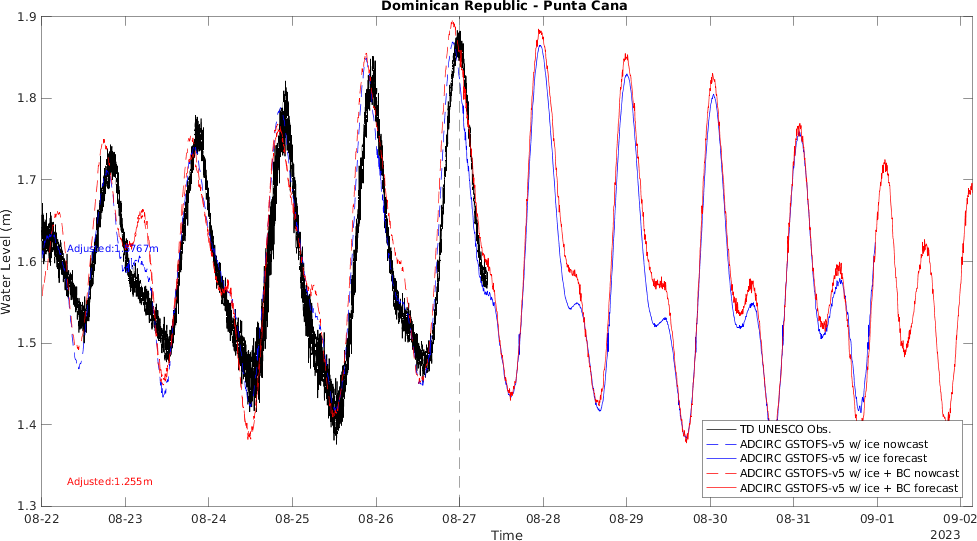 Dominican Republic - Punta Cana
1.9
1.8
1.7
1.6
1.5
1.4
1.3
Water Level (m)
Adjusted:1.255m
TD UNESCO Obs.
ADCIRC GSTOFS-v5 w/ ice nowcast
ADCIRC GSTOFS-v5 w/ ice forecast
ADCIRC GSTOFS-v5 w/ ice + BC nowcast
ADCIRC GSTOFS-v5 w/ ice + BC forecast
08-22 08-23 08-24 08-25 08-26 08-27 08-28 08-29 08-30 08-31 09-01 09-02
Time
2023